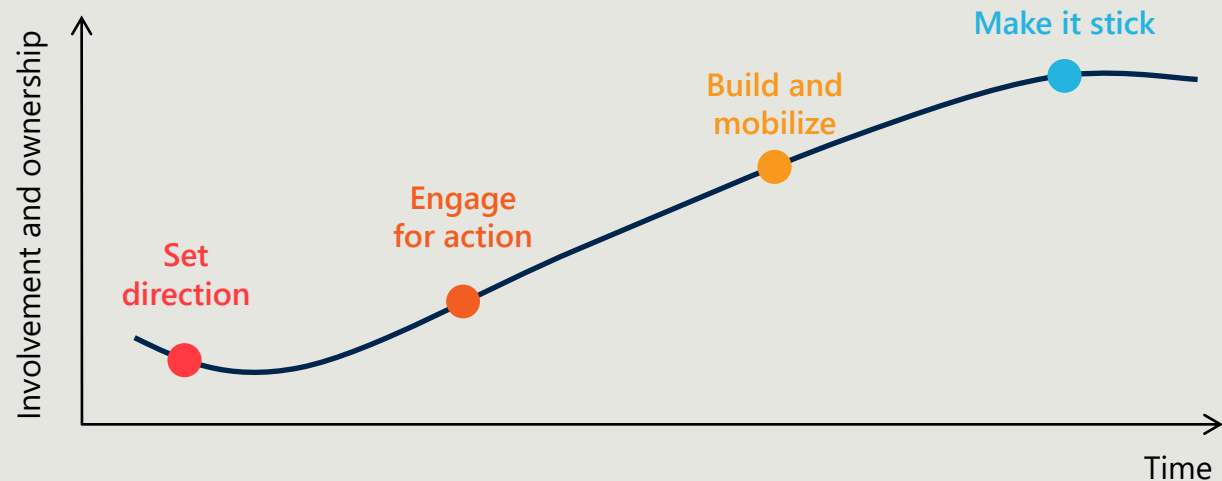 Involvement and ownership
Set
direction
Engage
for action
Build and
mobilize
Make it stick
Time